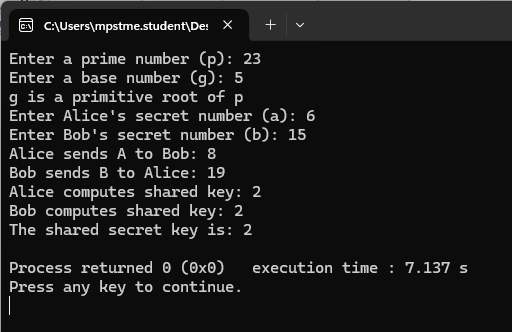 C:\Users\mpstme.student\Des
Enter a prime number (p): 23
Enter a base number (g): 5
g is a primitive root of p
Enter Alice's secret number (a): 6
Enter Bob's secret number (b): 15
Alice sends A to Bob: 8
Bob sends B to Alice: 19
Alice computes shared key: 2
Bob computes shared key: 2
The shared secret key is: 2
Process returned 0 (0x0)   execution time : 7.137 s
Press any key to continue.